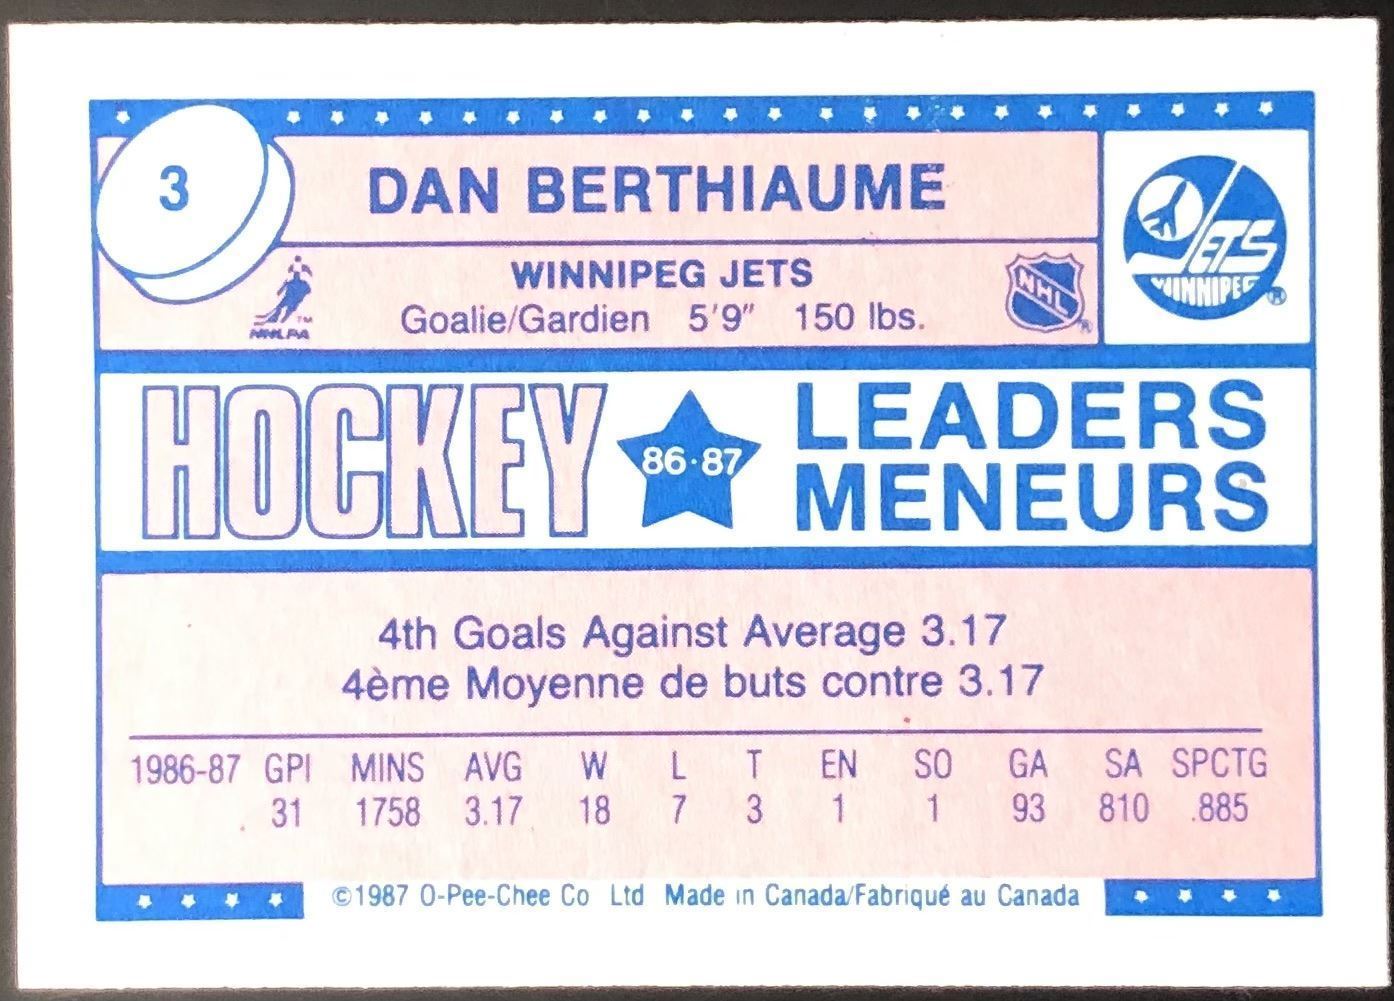 3
DAN BERTHIAUME
WINNIPEG JETS
Goalie/Gardien 5'9" 150 lbs.
NHLPA TM
NHL ®
JETS
WINNIPEG ®
HOCKEY 86·87 LEADERS
MENEURS
4th Goals Against Average 3.17
4ème Moyenne de buts contre 3.17
1986-87 GPI MINS AVG W L T EN SO GA SA SPCTG
31 1758 3.17 18 7 3 1 1 93 810 .885
©1987 O-Pee-Chee Co Ltd Made in Canada/Fabriqué au Canada